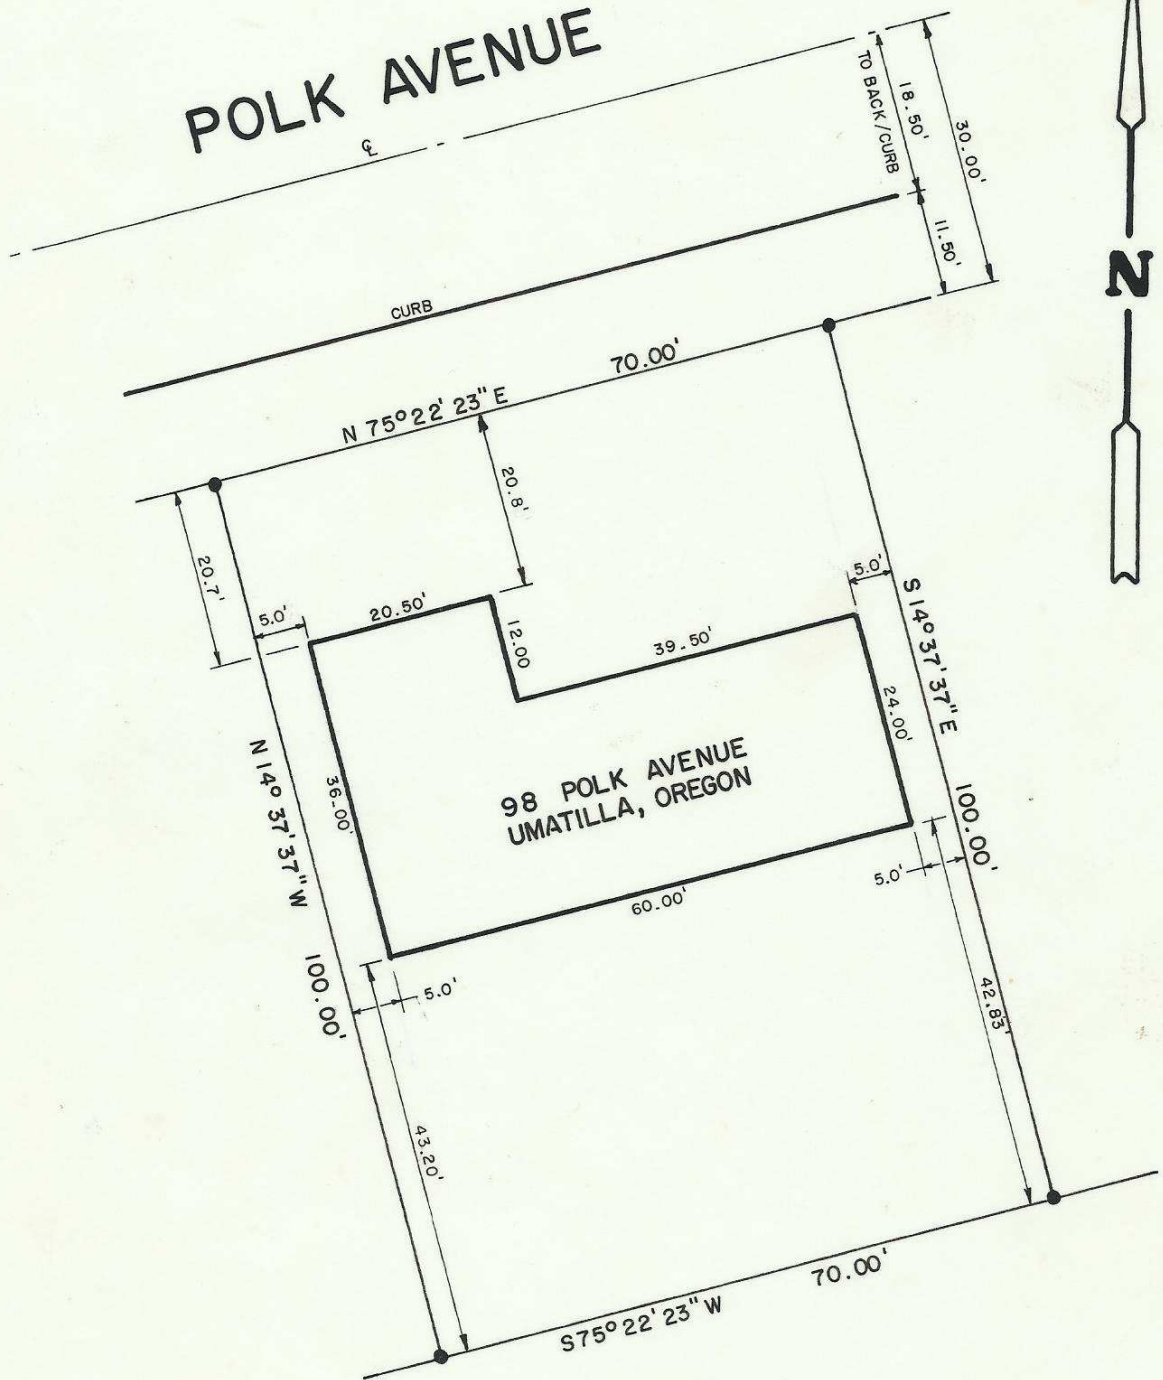 POLK AVENUE
℄
TO BACK/CURB
18.50'
30.00'
11.50'
N
CURB
70.00'
N 75° 22' 23" E
20.8'
20.7'
5.0'
5.0'
20.50'
12.00
39.50'
S 14° 37' 37" E
24.00'
N 14° 37' 37" W
36.00'
98 POLK AVENUE
UMATILLA, OREGON
100.00'
5.0'
60.00'
100.00'
5.0'
42.83'
43.20'
70.00'
S 75° 22' 23" W